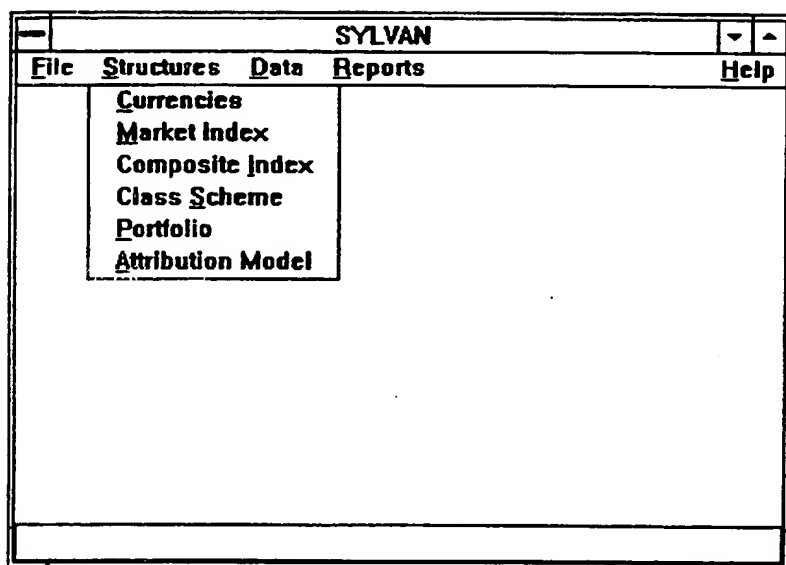 SYLVAN
File Structures Data Reports Help
Currencies
Market Index
Composite Index
Class Scheme
Portfolio
Attribution Model